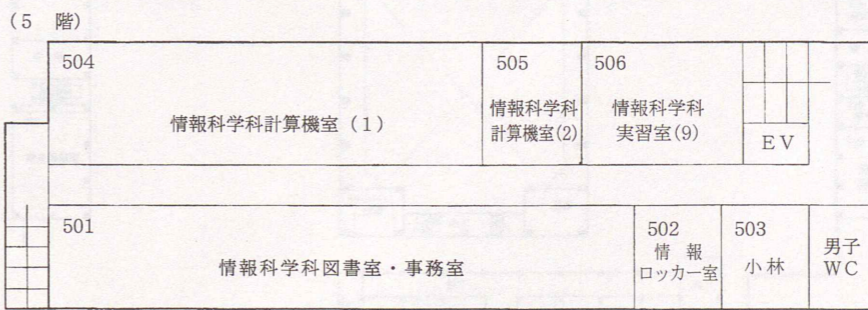 (5 階)
504
情報科学科計算機室(1)
505
情報科学科
計算機室(2)
506
情報科学科
実習室(9)
EV
501
情報科学科図書室・事務室
502
情 報
ロッカー室
503
小林
男子
WC